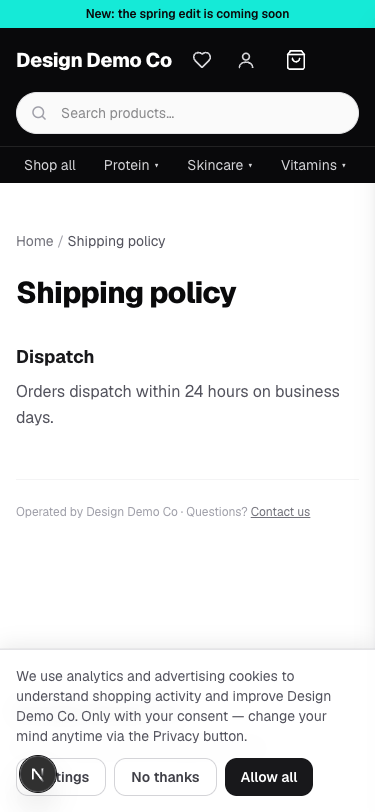 New: the spring edit is coming soon
Design Demo Co
Search products...
Shop all Protein Skincare Vitamins
Home / Shipping policy
Shipping policy
Dispatch
Orders dispatch within 24 hours on business
days.
Operated by Design Demo Co · Questions? Contact us
We use analytics and advertising cookies to
understand shopping activity and improve Design
Demo Co. Only with your consent — change your
mind anytime via the Privacy button.
N tings No thanks Allow all